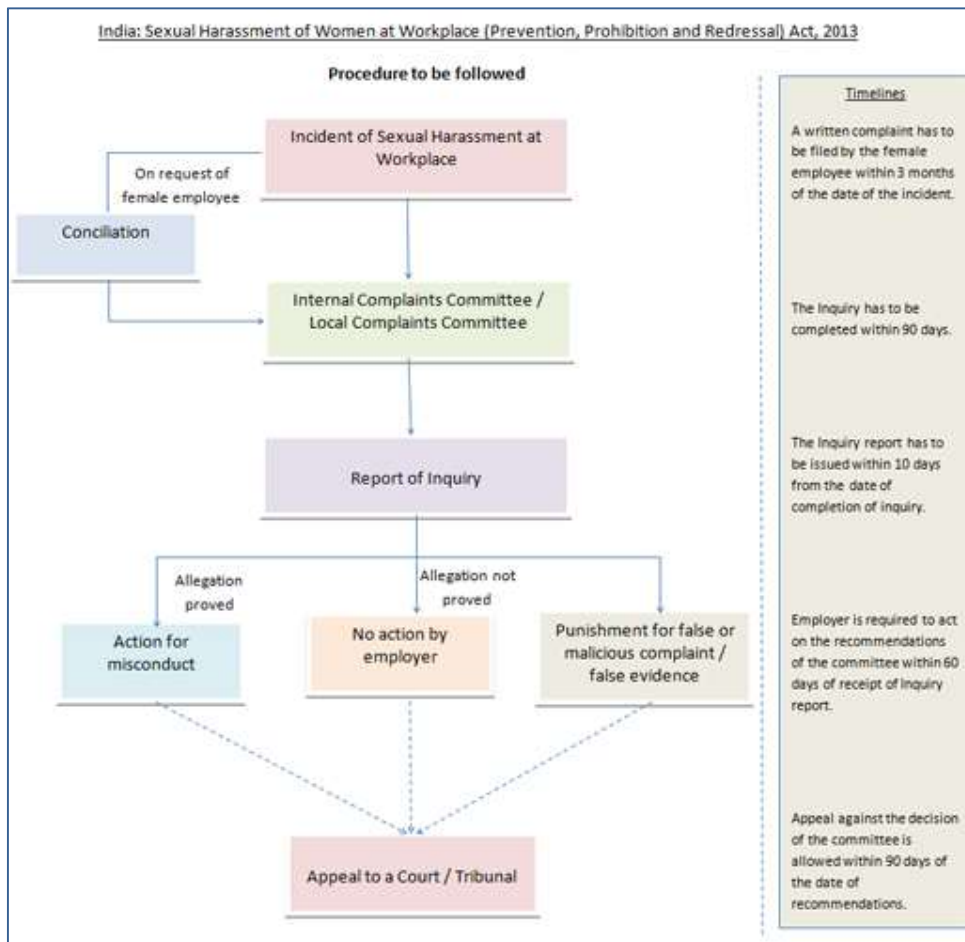 India: Sexual Harassment of Women at Workplace (Prevention, Prohibition and Redressal) Act, 2013
Procedure to be followed
Incident of Sexual Harassment at
Workplace
On request of
female employee
Conciliation
Internal Complaints Committee /
Local Complaints Committee
Report of Inquiry
Allegation
proved
Allegation not
proved
Action for
misconduct
No action by
employer
Punishment for false or
malicious complaint /
false evidence
Appeal to a Court / Tribunal
Timelines
A written complaint has to
be filed by the female
employee within 3 months
of the date of the incident.
The Inquiry has to be
completed within 90 days.
The Inquiry report has to
be issued within 10 days
from the date of
completion of inquiry.
Employer is required to act
on the recommendations
of the committee within 60
days of receipt of Inquiry
report.
Appeal against the decision
of the committee is
allowed within 90 days of
the date of
recommendations.